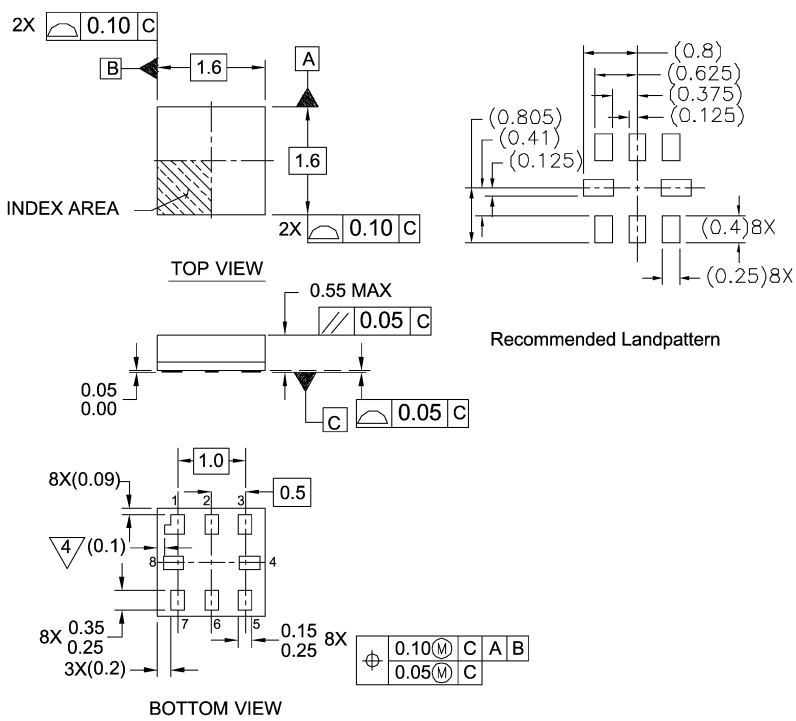 2X 0.10 C
B
1.6
A
1.6
INDEX AREA
2X 0.10 C
TOP VIEW
(0.8)
(0.625)
(0.375)
(0.125)
(0.805)
(0.41)
(0.125)
(0.4)8X
(0.25)8X
Recommended Landpattern
0.55 MAX
// 0.05 C
0.05
0.00
C
0.05 C
1.0
8X(0.09)
0.5
1 2 3
4 (0.1)
8 4
7 6 5
8X 0.35
0.25
0.15 8X
0.25
3X(0.2)
0.10Ⓜ C A B
0.05Ⓜ C
BOTTOM VIEW